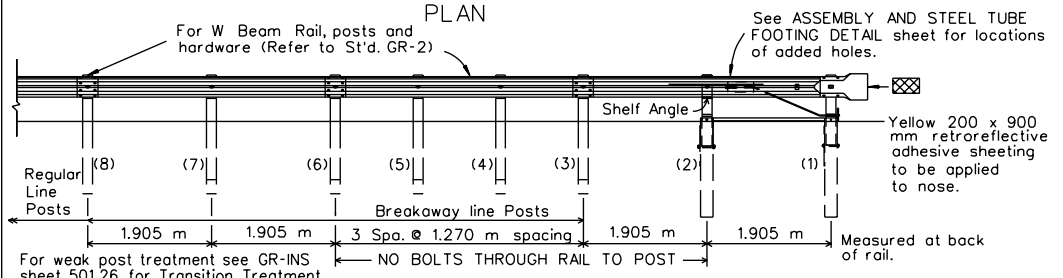 PLAN
For W Beam Rail, posts and
hardware (Refer to St'd. GR-2)
See ASSEMBLY AND STEEL TUBE
FOOTING DETAIL sheet for locations
of added holes.
Shelf Angle
Yellow 200 x 900
mm retroreflective
adhesive sheeting
to be applied
to nose.
(8)
(7)
(6)
(5)
(4)
(3)
(2)
(1)
Regular
Line
Posts
Breakaway line Posts
1.905 m
1.905 m
3 Spa. @ 1.270 m spacing
1.905 m
1.905 m
Measured at back
of rail.
NO BOLTS THROUGH RAIL TO POST
For weak post treatment see GR-INS
sheet 501.26 for Transition Treatment